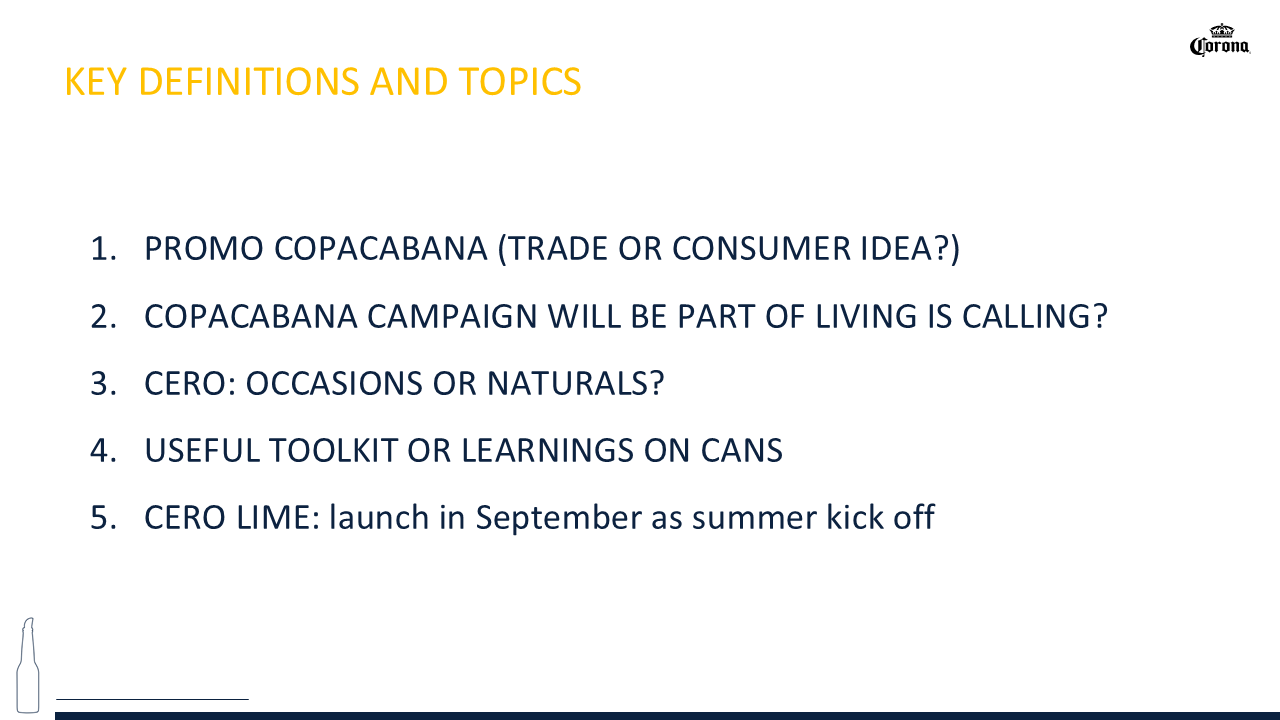 Corona
KEY DEFINITIONS AND TOPICS
1. PROMO COPACABANA (TRADE OR CONSUMER IDEA?)
2. COPACABANA CAMPAIGN WILL BE PART OF LIVING IS CALLING?
3. CERO: OCCASIONS OR NATURALS?
4. USEFUL TOOLKIT OR LEARNINGS ON CANS
5. CERO LIME: launch in September as summer kick off